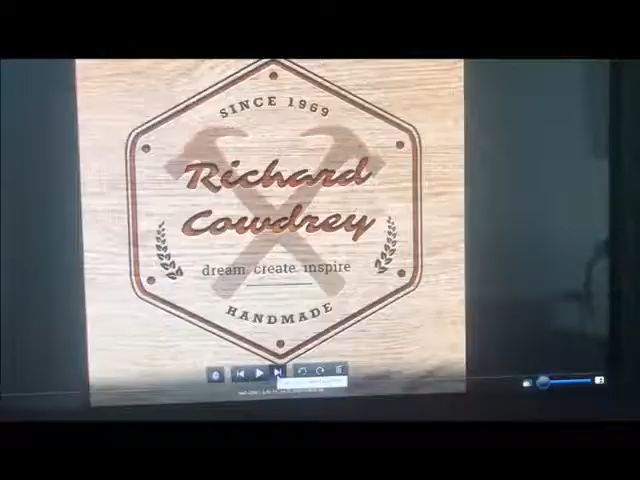 SINCE 1969
Richard
Cowdrey
dream. create. inspire
HANDMADE